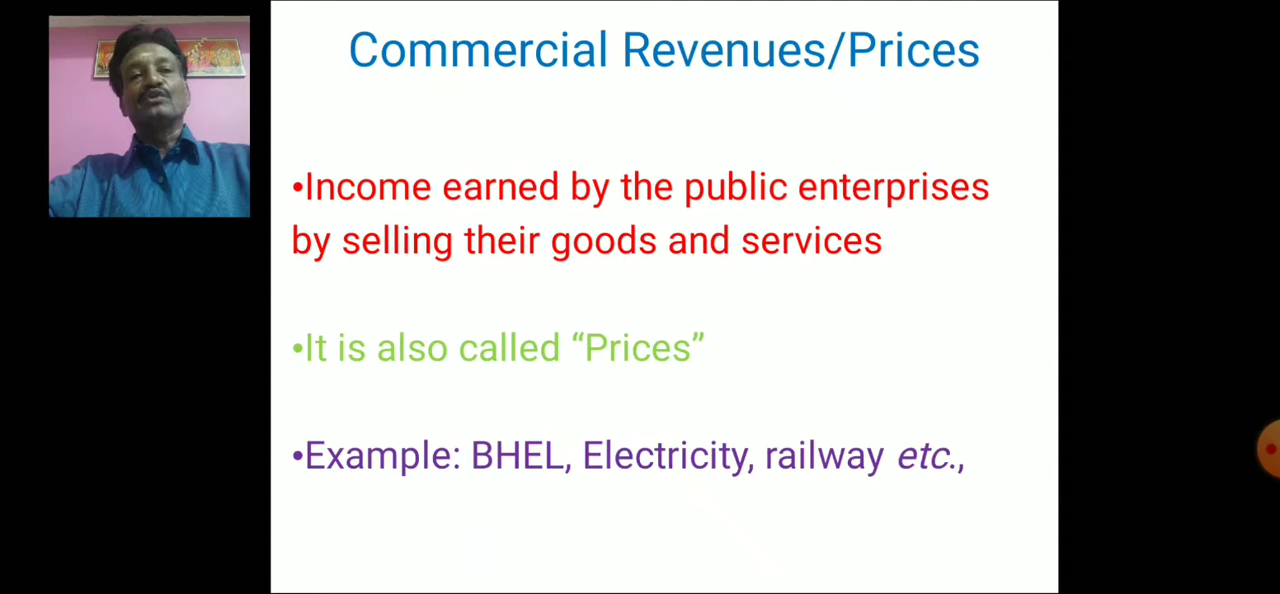 Commercial Revenues/Prices
•Income earned by the public enterprises
by selling their goods and services
•It is also called “Prices”
•Example: BHEL, Electricity, railway etc.,